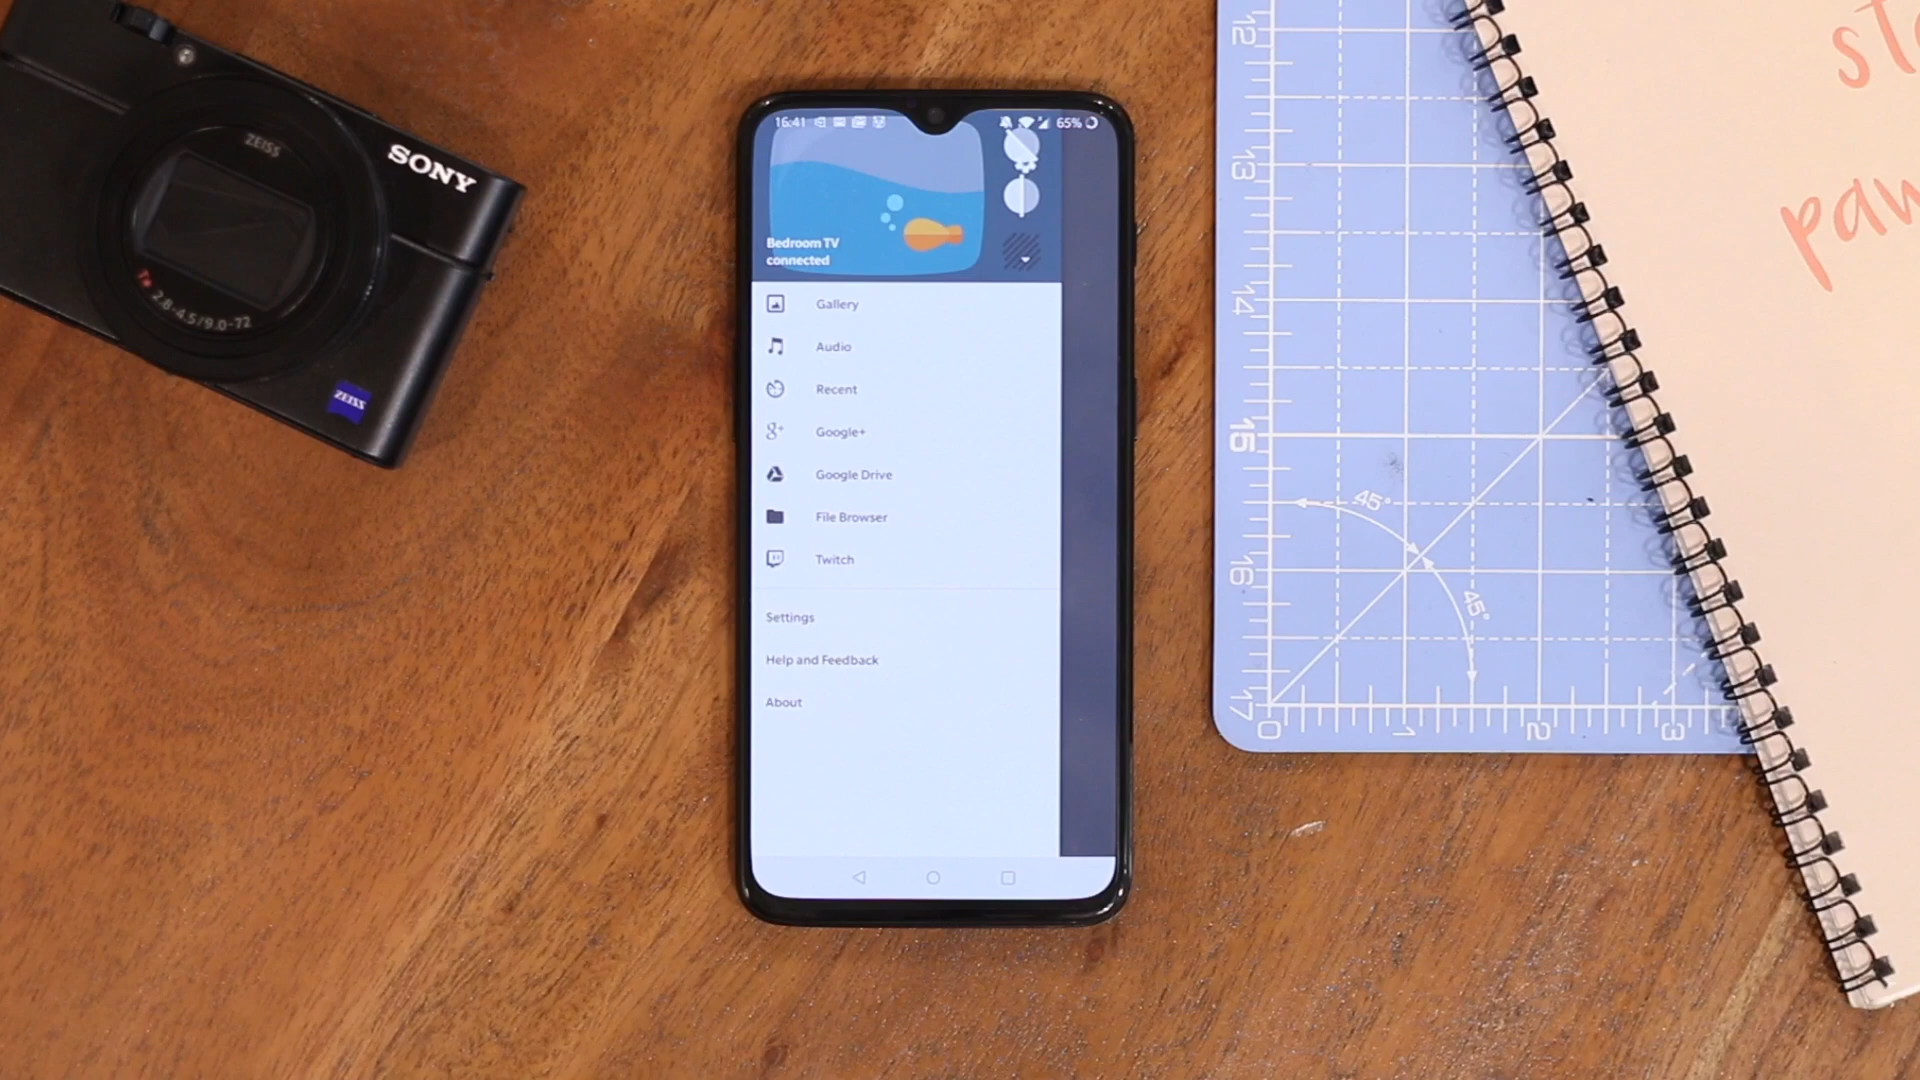 ZEISS
SONY
T*
2.8-4.5/9.0-72
ZEISS
16:41
65%
Bedroom TV
connected
Gallery
Audio
Recent
g+
Google+
Google Drive
File Browser
Twitch
Settings
Help and Feedback
About
12
13
14
15
16
17
0
1
2
3
45°
45°